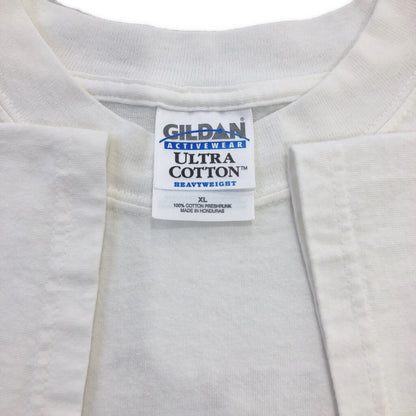 GILDAN®
ACTIVEWEAR
ULTRA
COTTON™
HEAVYWEIGHT
XL
100% COTTON PRESHRUNK
MADE IN HONDURAS